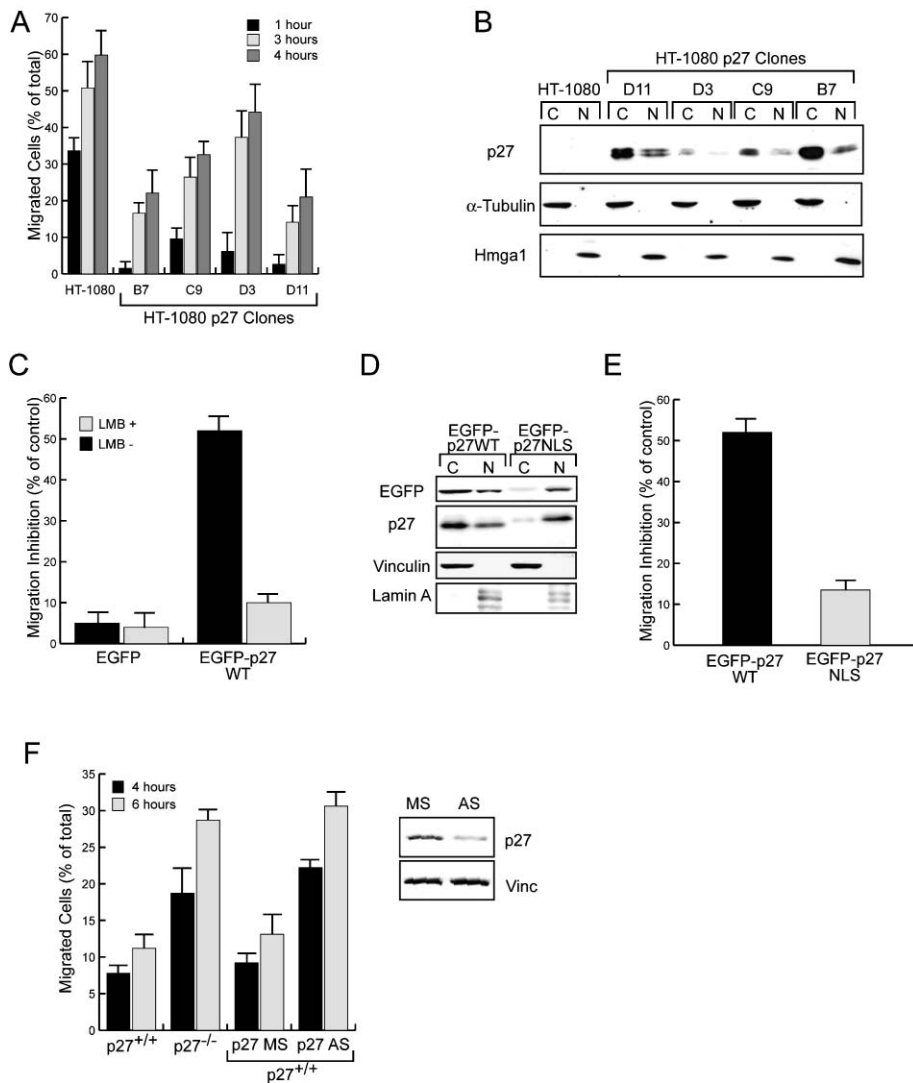 A
Migrated Cells (% of total)
70
60
50
40
30
20
10
0
1 hour
3 hours
4 hours
HT-1080
B7
C9
D3
D11
HT-1080 p27 Clones
B
HT-1080 p27 Clones
HT-1080 D11 D3 C9 B7
C N C N C N C N C N
p27
α-Tubulin
Hmga1
C
Migration Inhibition (% of control)
60
50
40
30
20
10
0
LMB +
LMB -
EGFP
EGFP-p27
WT
D
EGFP- EGFP-
p27WT p27NLS
C N C N
EGFP
p27
Vinculin
Lamin A
E
Migration Inhibition (% of control)
60
50
40
30
20
10
0
EGFP-p27
WT
EGFP-p27
NLS
F
Migrated Cells (% of total)
35
30
25
20
15
10
5
0
4 hours
6 hours
p27+/+
p27-/-
p27 MS
p27 AS
p27+/+
MS AS
p27
Vinc